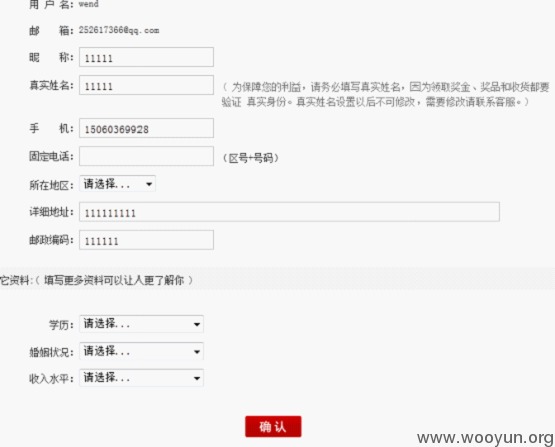 用 户 名: wend
邮 箱: 252617366@qq.com
昵 称: 11111
真实姓名: 11111 ( 为保障您的利益，请务必填写真实姓名，因为领取奖金、奖品和收货都要
验证 真实身份。真实姓名设置以后不可修改，需要修改请联系客服。)
手 机: 15060369928
固定电话: (区号+号码)
所在地区: 请选择...
详细地址: 111111111
邮政编码: 111111
它资料:( 填写更多资料可以让人更了解你 )
学历: 请选择...
婚姻状况: 请选择...
收入水平: 请选择...
确 认
www.wooyun.org